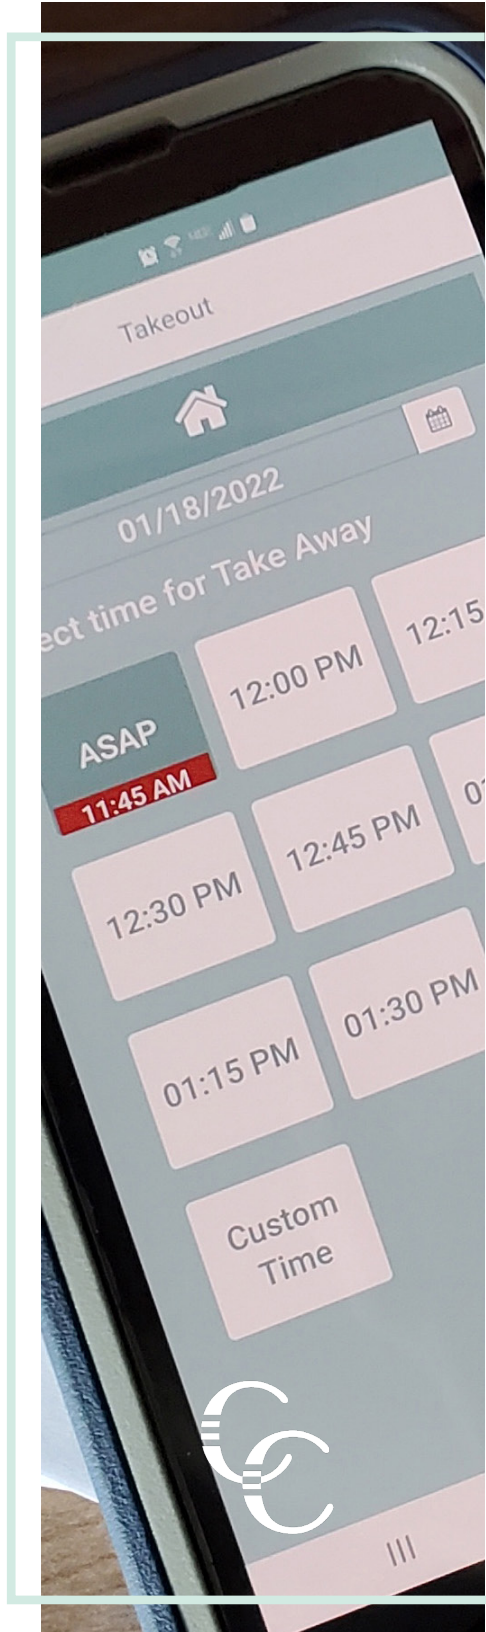 Takeout
01/18/2022
ect time for Take Away
ASAP
11:45 AM
12:00 PM
12:15
12:30 PM
12:45 PM
01:15 PM
01:30 PM
Custom
Time
CC